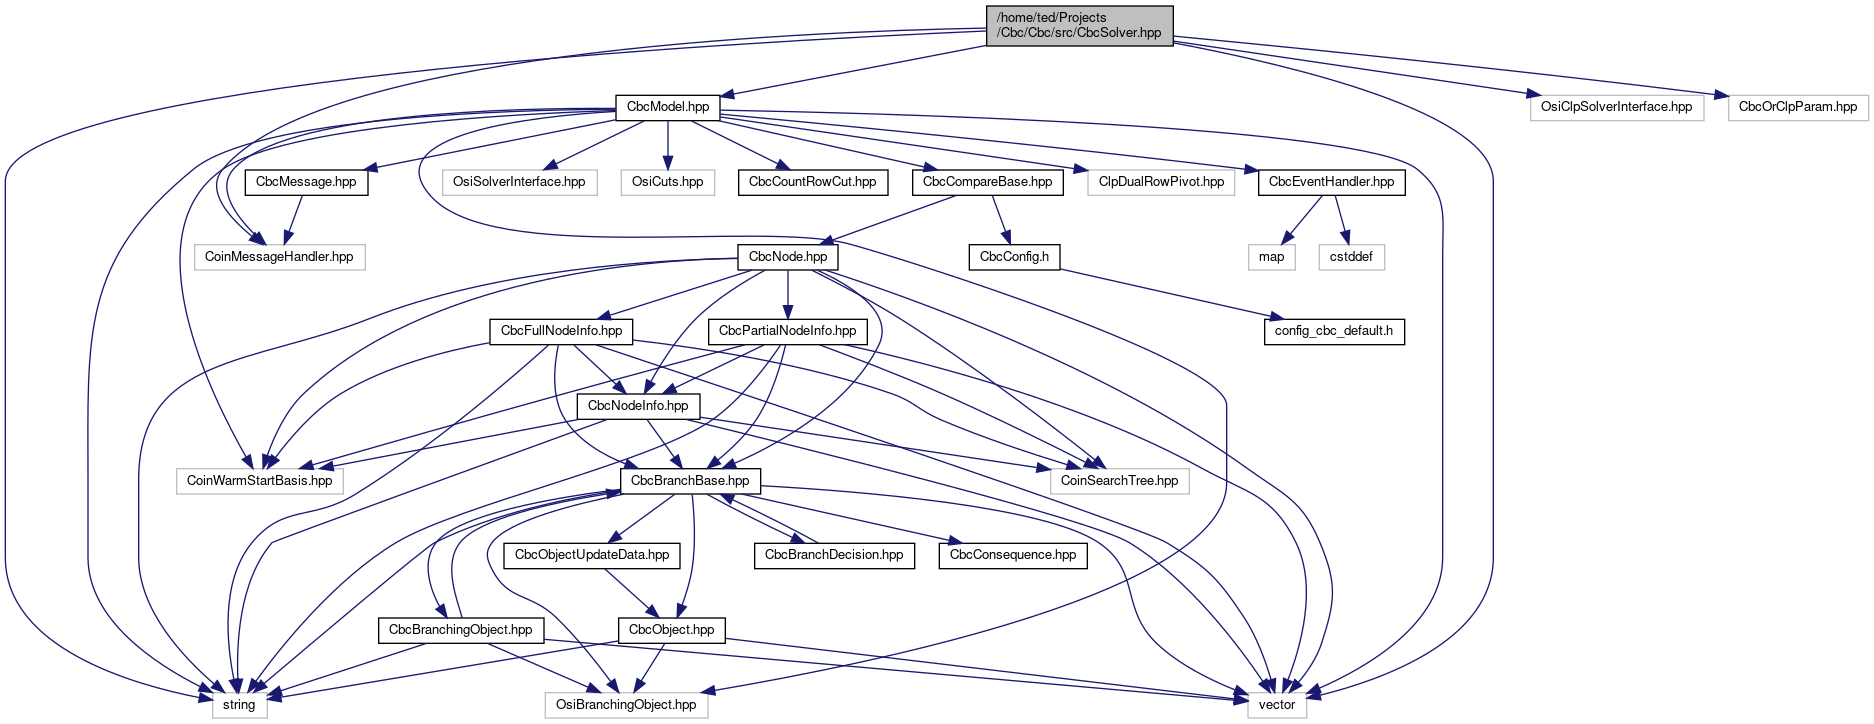 /home/ted/Projects
/Cbc/Cbc/src/CbcSolver.hpp
CbcModel.hpp
OsiClpSolverInterface.hpp
CbcOrClpParam.hpp
CbcMessage.hpp
OsiSolverInterface.hpp
OsiCuts.hpp
CbcCountRowCut.hpp
CbcCompareBase.hpp
ClpDualRowPivot.hpp
CbcEventHandler.hpp
CoinMessageHandler.hpp
CbcNode.hpp
CbcConfig.h
map
cstddef
CbcFullNodeInfo.hpp
CbcPartialNodeInfo.hpp
config_cbc_default.h
CbcNodeInfo.hpp
CoinWarmStartBasis.hpp
CbcBranchBase.hpp
CoinSearchTree.hpp
CbcObjectUpdateData.hpp
CbcBranchDecision.hpp
CbcConsequence.hpp
CbcBranchingObject.hpp
CbcObject.hpp
string
OsiBranchingObject.hpp
vector